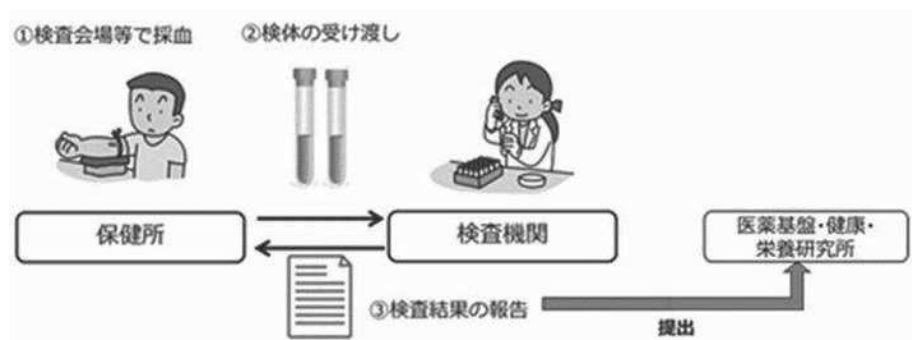 ①検査会場等で採血
②検体の受け渡し
保健所
検査機関
医薬基盤・健康・
栄養研究所
③検査結果の報告
提出